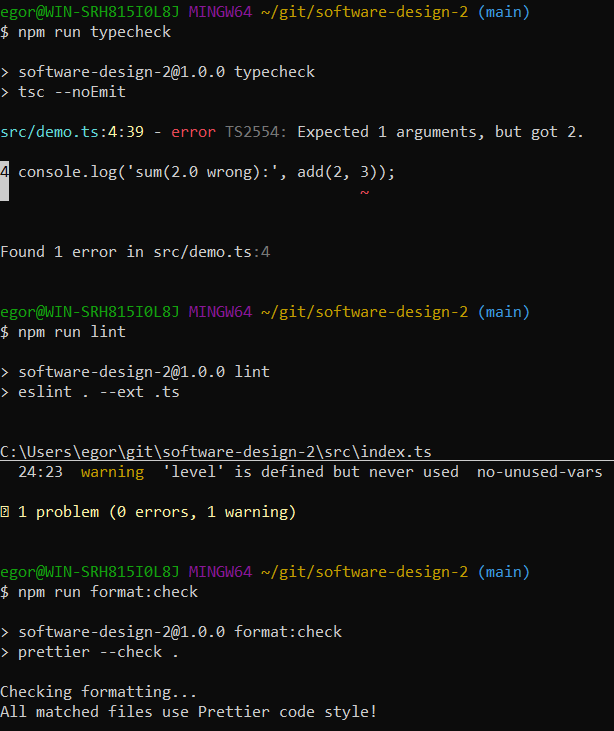 egor@WIN-SRH815I0L8J MINGW64 ~/git/software-design-2 (main)
$ npm run typecheck
> software-design-2@1.0.0 typecheck
> tsc --noEmit
src/demo.ts:4:39 - error TS2554: Expected 1 arguments, but got 2.
4 console.log('sum(2.0 wrong):', add(2, 3));
~
Found 1 error in src/demo.ts:4
egor@WIN-SRH815I0L8J MINGW64 ~/git/software-design-2 (main)
$ npm run lint
> software-design-2@1.0.0 lint
> eslint . --ext .ts
C:\Users\egor\git\software-design-2\src\index.ts
24:23 warning 'level' is defined but never used no-unused-vars
1 problem (0 errors, 1 warning)
egor@WIN-SRH815I0L8J MINGW64 ~/git/software-design-2 (main)
$ npm run format:check
> software-design-2@1.0.0 format:check
> prettier --check .
Checking formatting...
All matched files use Prettier code style!